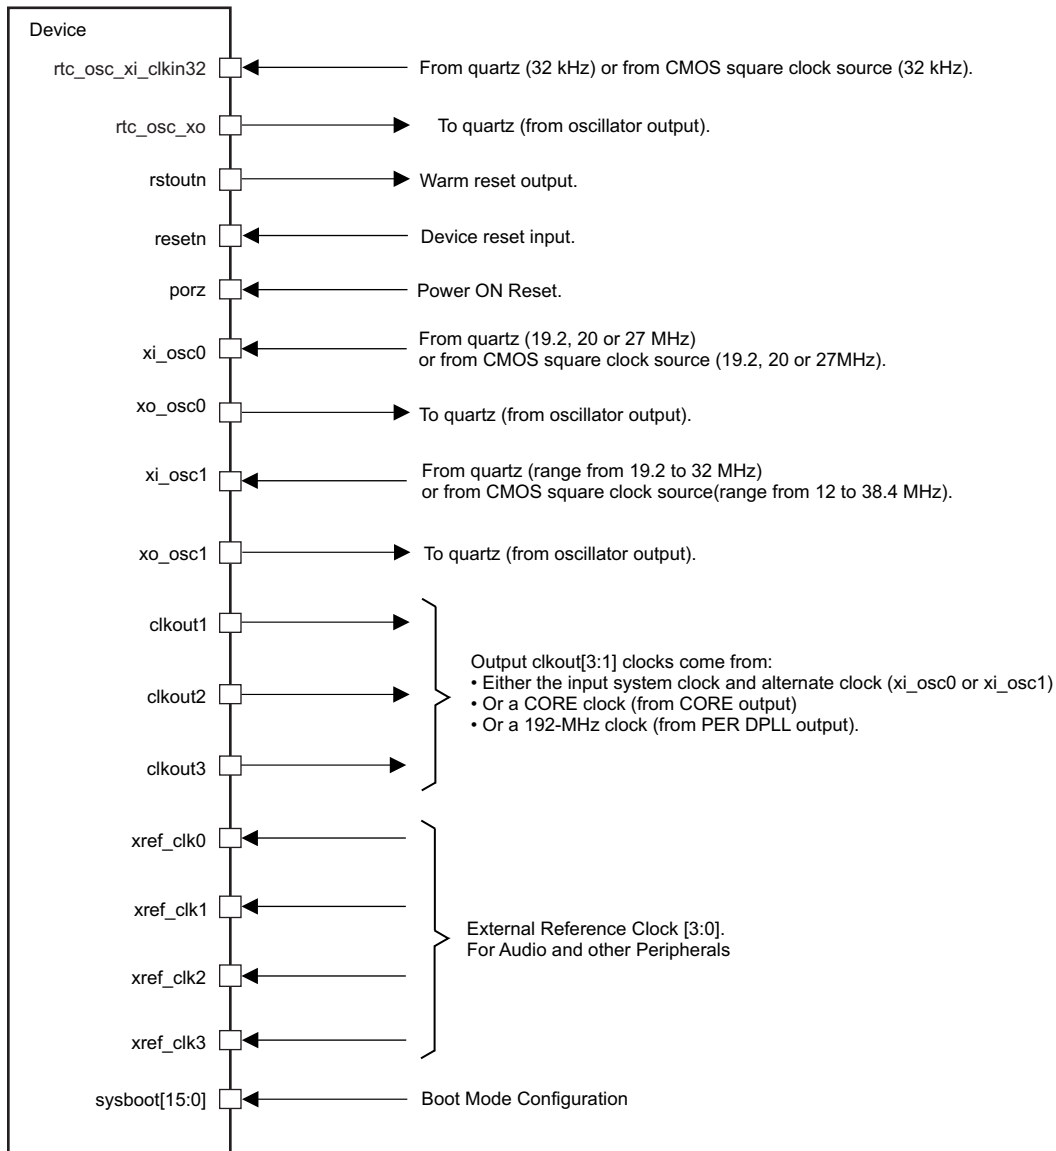 Device
rtc_osc_xi_clkin32
From quartz (32 kHz) or from CMOS square clock source (32 kHz).
rtc_osc_xo
To quartz (from oscillator output).
rstoutn
Warm reset output.
resetn
Device reset input.
porz
Power ON Reset.
xi_osc0
From quartz (19.2, 20 or 27 MHz)
or from CMOS square clock source (19.2, 20 or 27MHz).
xo_osc0
To quartz (from oscillator output).
xi_osc1
From quartz (range from 19.2 to 32 MHz)
or from CMOS square clock source(range from 12 to 38.4 MHz).
xo_osc1
To quartz (from oscillator output).
clkout1
clkout2
clkout3
Output clkout[3:1] clocks come from:
• Either the input system clock and alternate clock (xi_osc0 or xi_osc1)
• Or a CORE clock (from CORE output)
• Or a 192-MHz clock (from PER DPLL output).
xref_clk0
xref_clk1
xref_clk2
xref_clk3
External Reference Clock [3:0].
For Audio and other Peripherals
sysboot[15:0]
Boot Mode Configuration